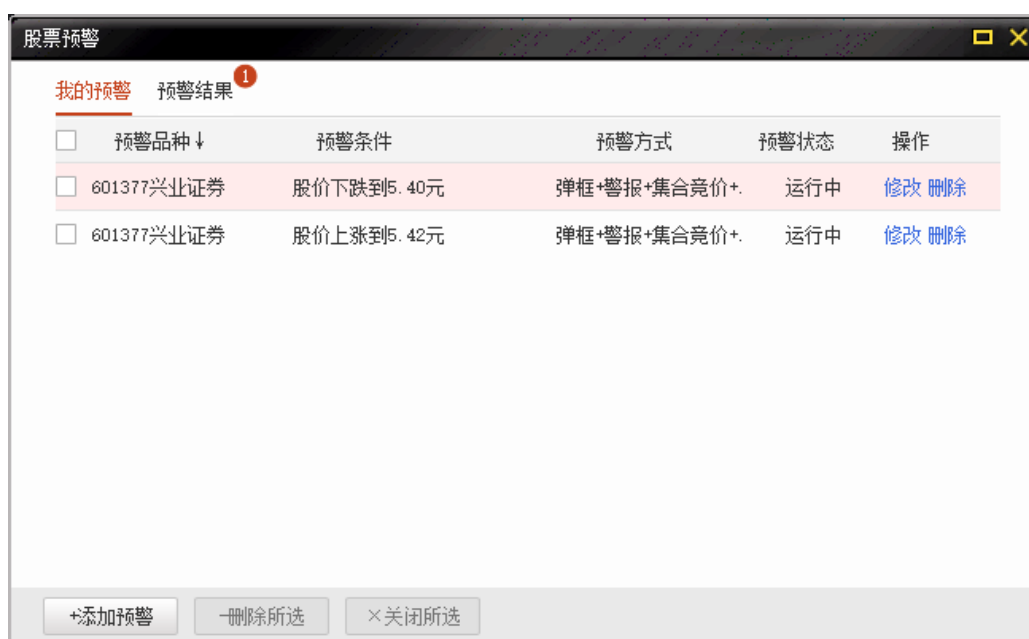 股票预警
我的预警 预警结果 1
预警品种↓ 预警条件 预警方式 预警状态 操作
601377兴业证券 股价下跌到5.40元 弹框+警报+集合竞价+. 运行中 修改 删除
601377兴业证券 股价上涨到5.42元 弹框+警报+集合竞价+. 运行中 修改 删除
+添加预警 -删除所选 ×关闭所选